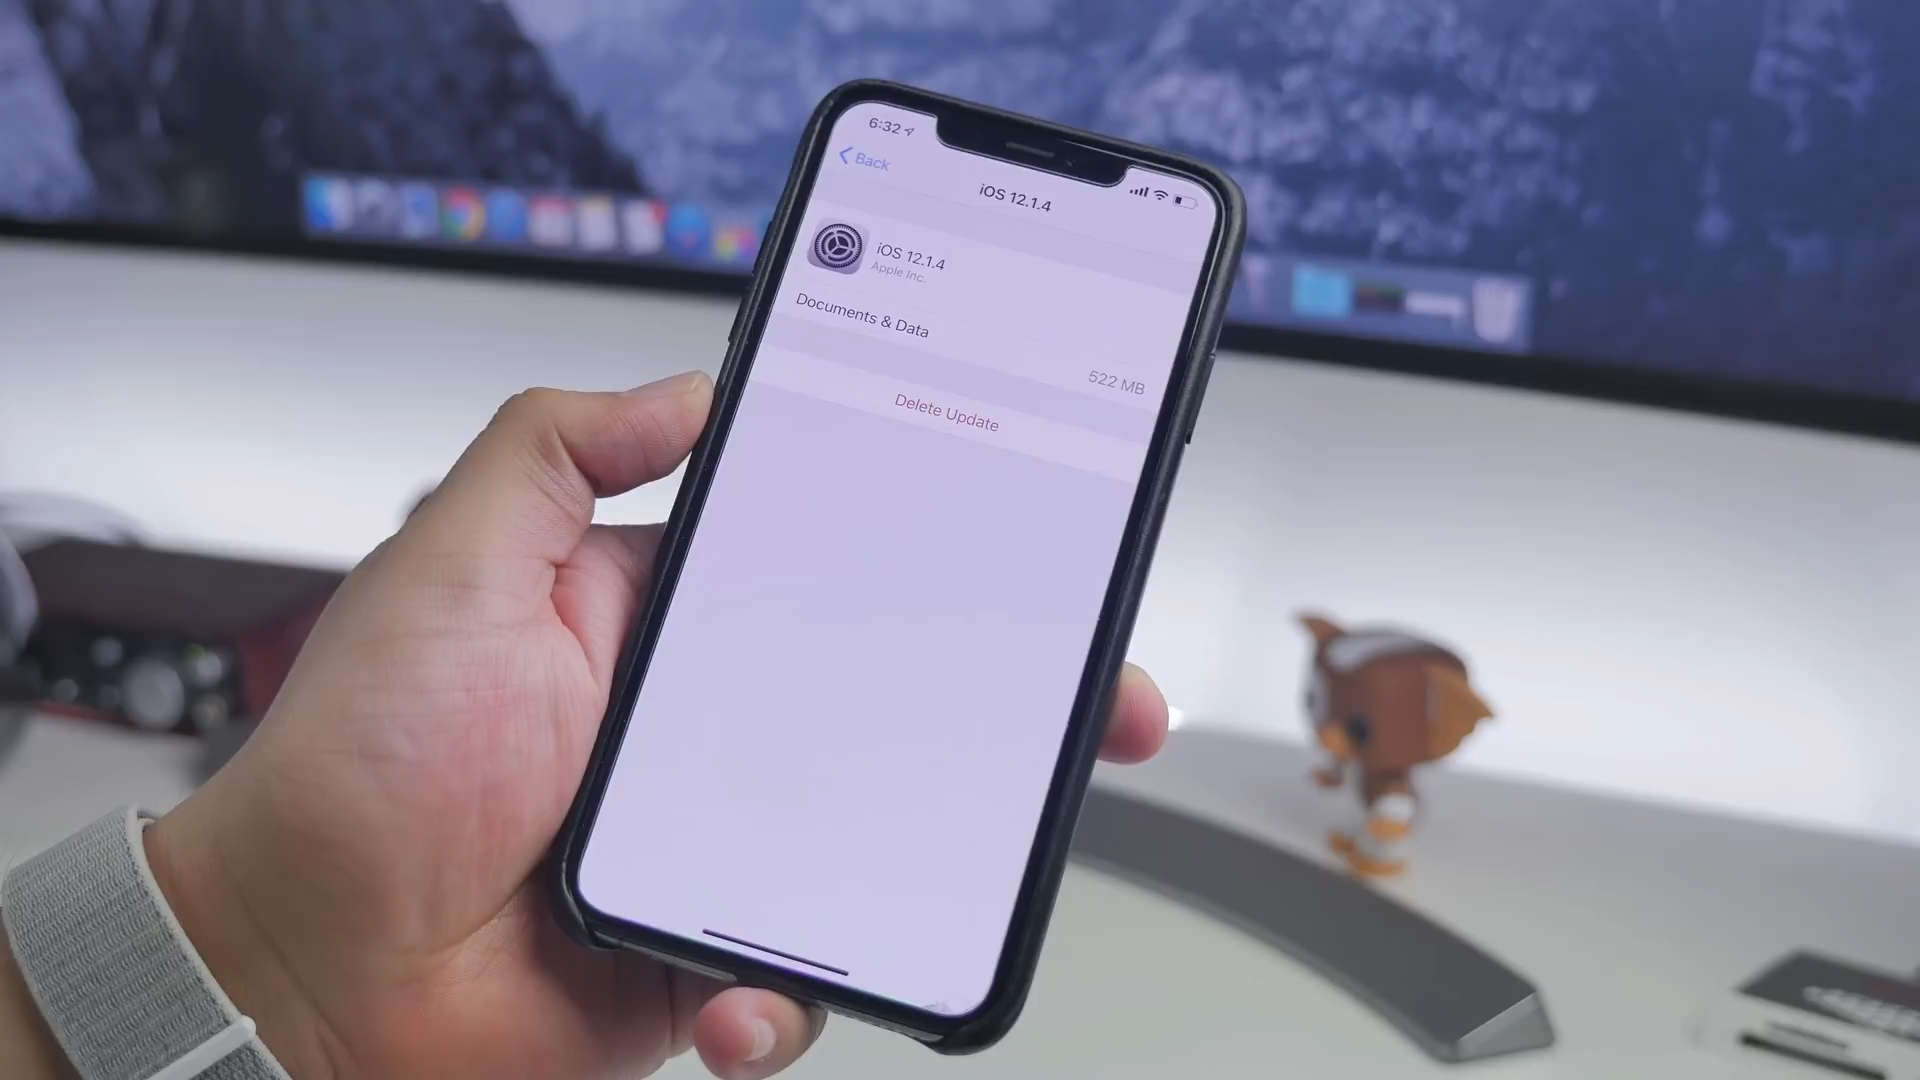 6:32
Back
iOS 12.1.4
iOS 12.1.4
Apple Inc.
Documents & Data
522 MB
Delete Update